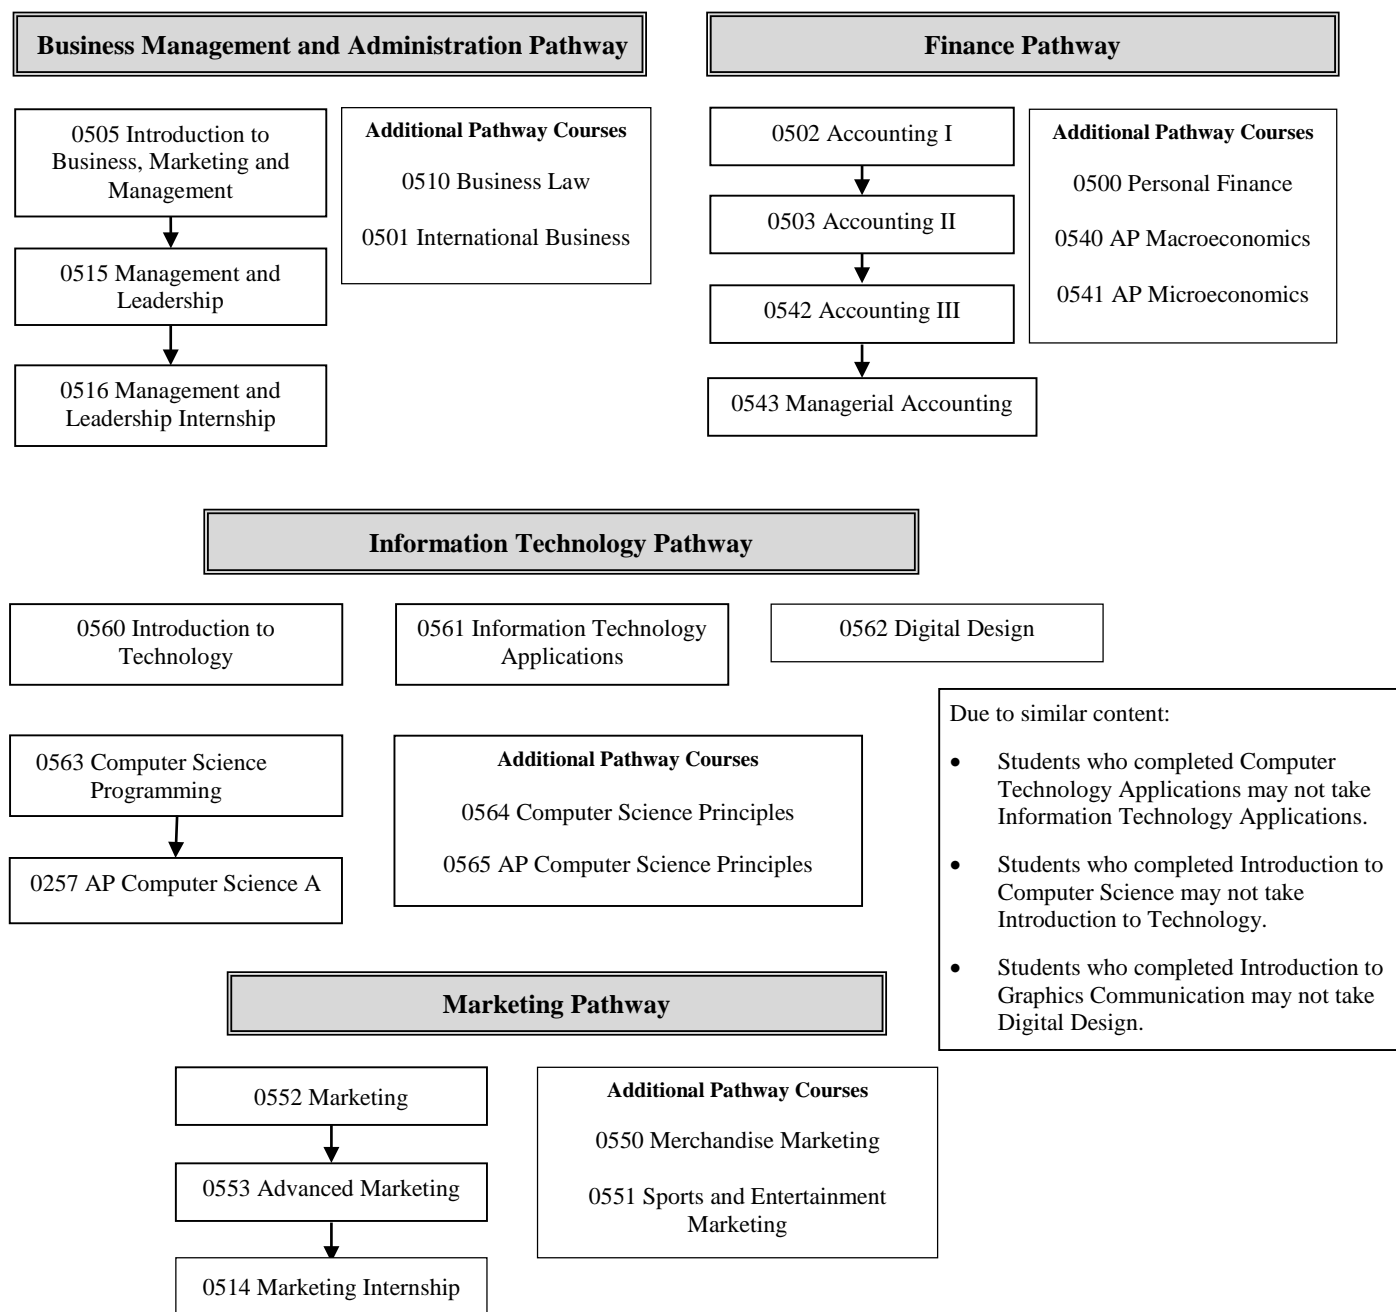 Business Management and Administration Pathway
0505 Introduction to
Business, Marketing and
Management
0515 Management and
Leadership
0516 Management and
Leadership Internship
Additional Pathway Courses
0510 Business Law
0501 International Business
Finance Pathway
0502 Accounting I
0503 Accounting II
0542 Accounting III
0543 Managerial Accounting
Additional Pathway Courses
0500 Personal Finance
0540 AP Macroeconomics
0541 AP Microeconomics
Information Technology Pathway
0560 Introduction to
Technology
0561 Information Technology
Applications
0562 Digital Design
0563 Computer Science
Programming
0257 AP Computer Science A
Additional Pathway Courses
0564 Computer Science Principles
0565 AP Computer Science Principles
Due to similar content:
• Students who completed Computer
Technology Applications may not take
Information Technology Applications.
• Students who completed Introduction to
Computer Science may not take
Introduction to Technology.
• Students who completed Introduction to
Graphics Communication may not take
Digital Design.
Marketing Pathway
0552 Marketing
0553 Advanced Marketing
0514 Marketing Internship
Additional Pathway Courses
0550 Merchandise Marketing
0551 Sports and Entertainment
Marketing